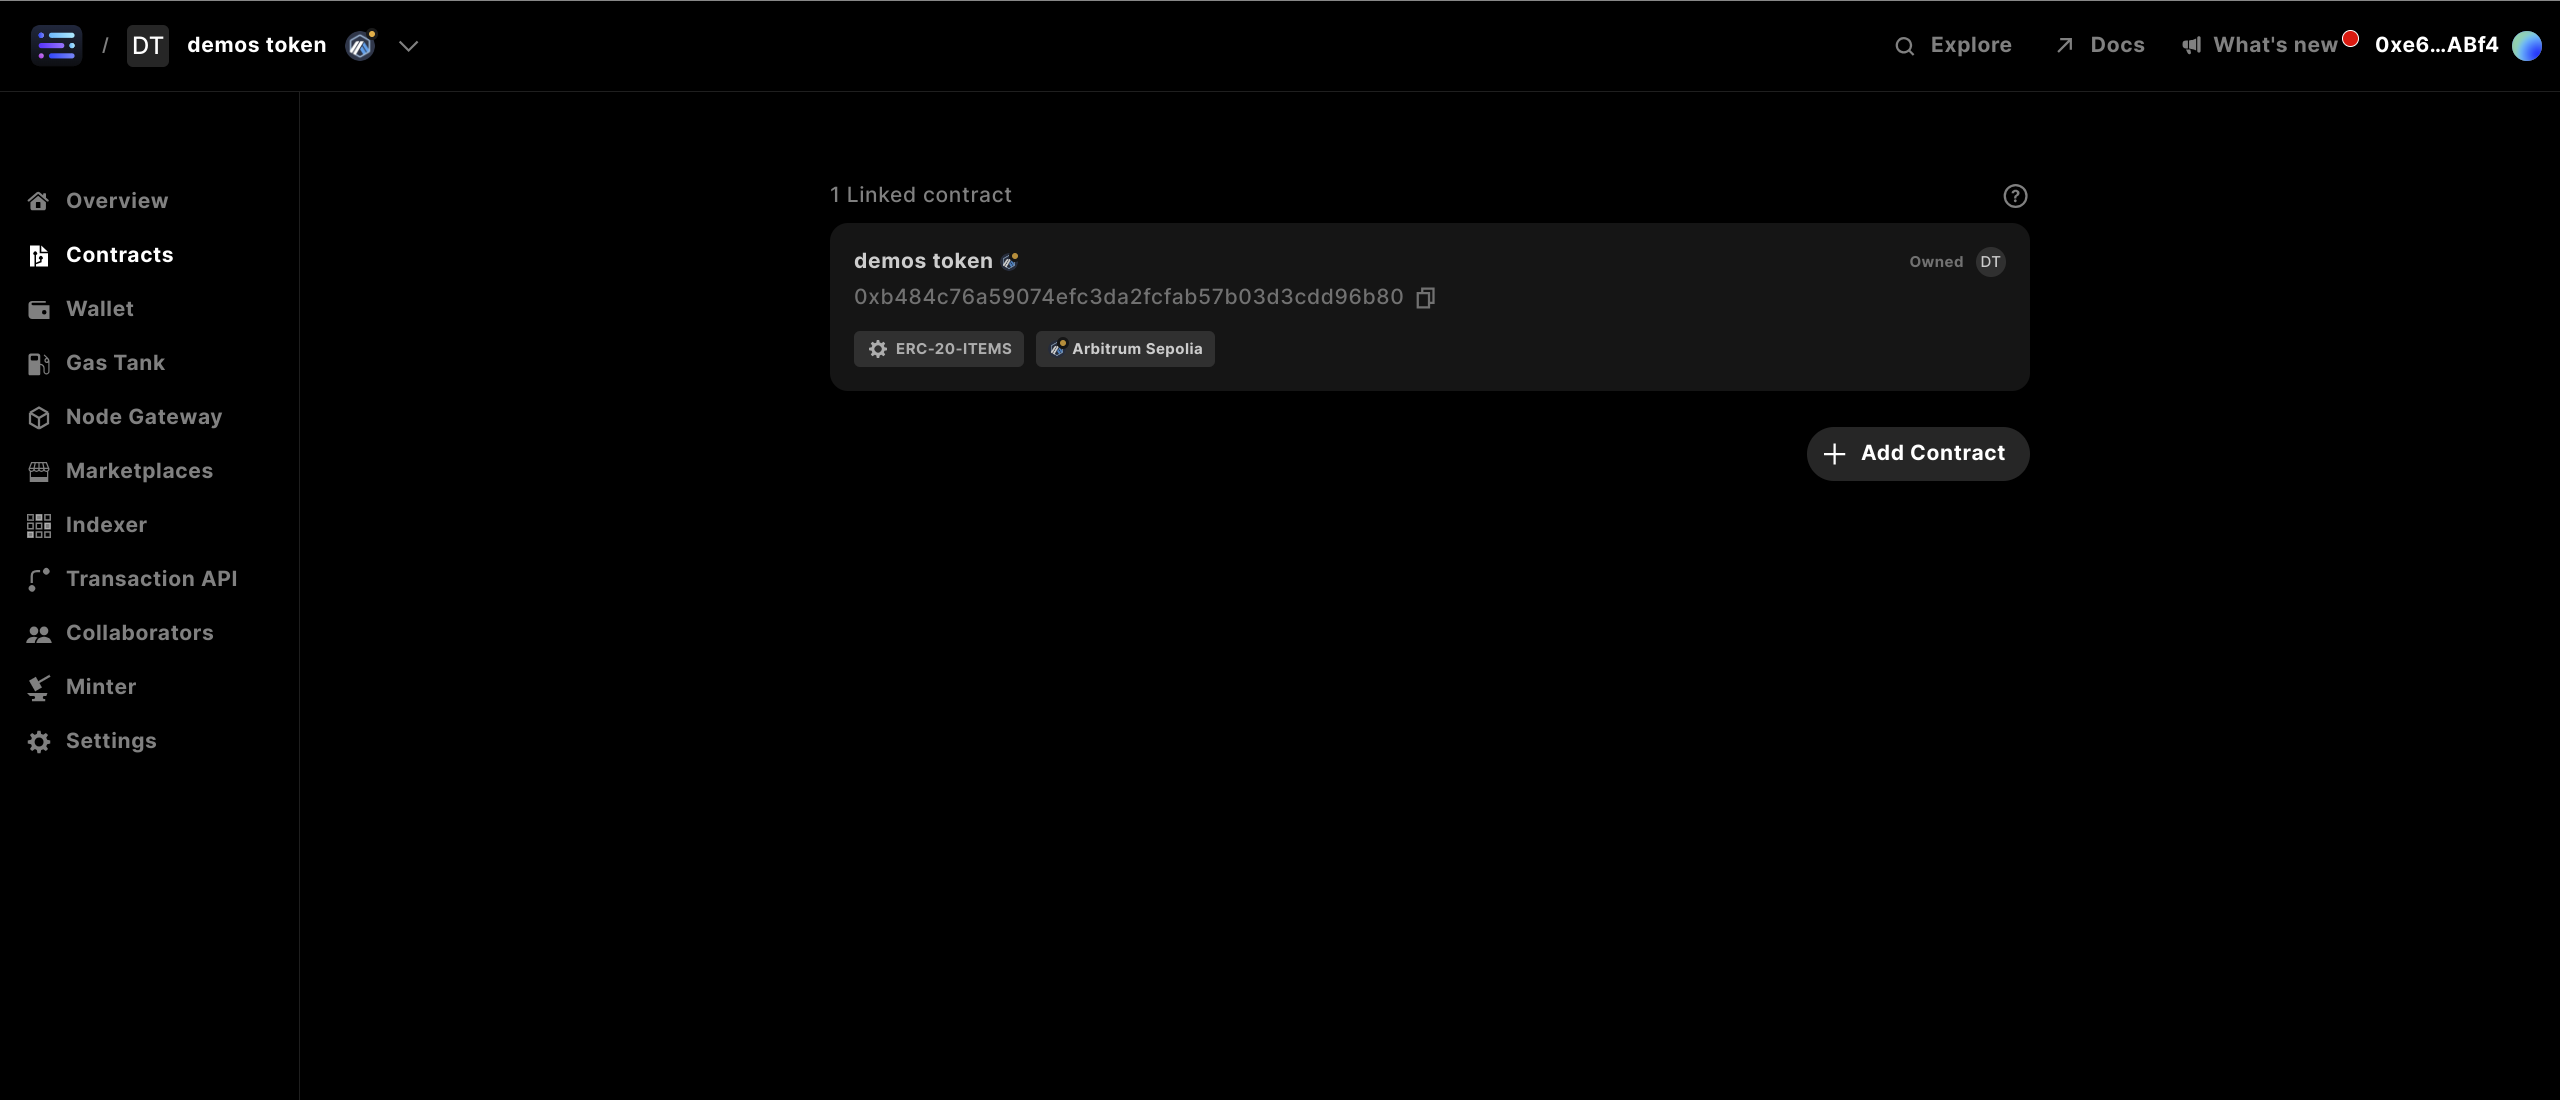 / DT demos token
Explore
Docs
What's new
0xe6...ABf4
Overview
Contracts
Wallet
Gas Tank
Node Gateway
Marketplaces
Indexer
Transaction API
Collaborators
Minter
Settings
1 Linked contract
?
demos token
Owned DT
0xb484c76a59074efc3da2fcfab57b03d3cdd96b80
ERC-20-ITEMS
Arbitrum Sepolia
Add Contract